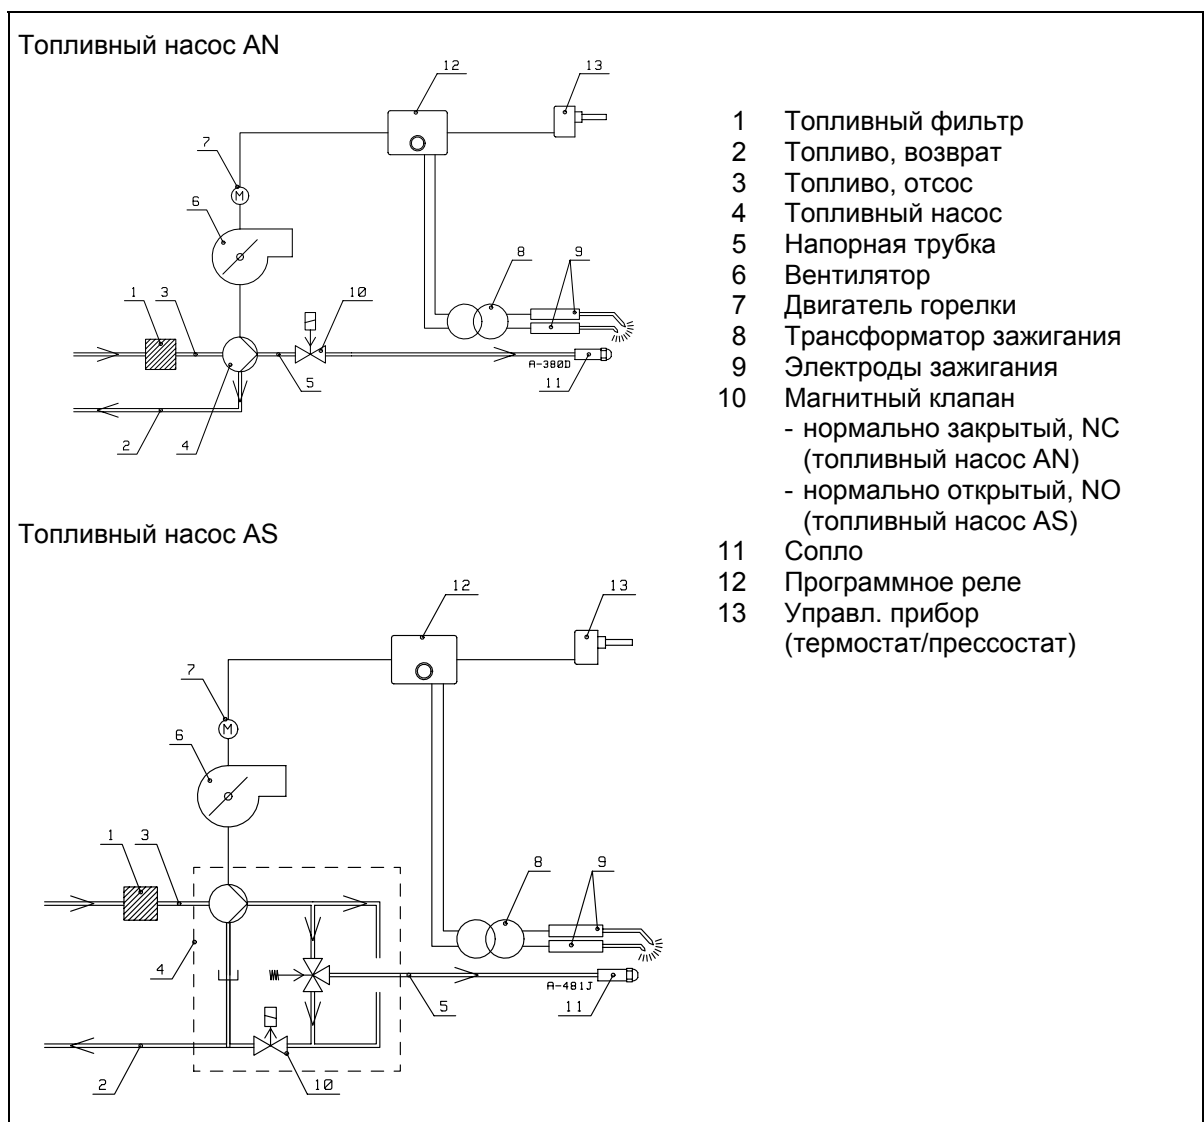 Топливный насос AN
12
13
7
M
6
8
9
1
3
10
A-380D
5
11
2
4
Топливный насос AS
12
13
7
M
6
1
3
8
9
4
A-481J
5
11
2
10
1 Топливный фильтр
2 Топливо, возврат
3 Топливо, отсос
4 Топливный насос
5 Напорная трубка
6 Вентилятор
7 Двигатель горелки
8 Трансформатор зажигания
9 Электроды зажигания
10 Магнитный клапан
- нормально закрытый, NC
(топливный насос AN)
- нормально открытый, NO
(топливный насос AS)
11 Сопло
12 Программное реле
13 Управл. прибор
(термостат/прессостат)